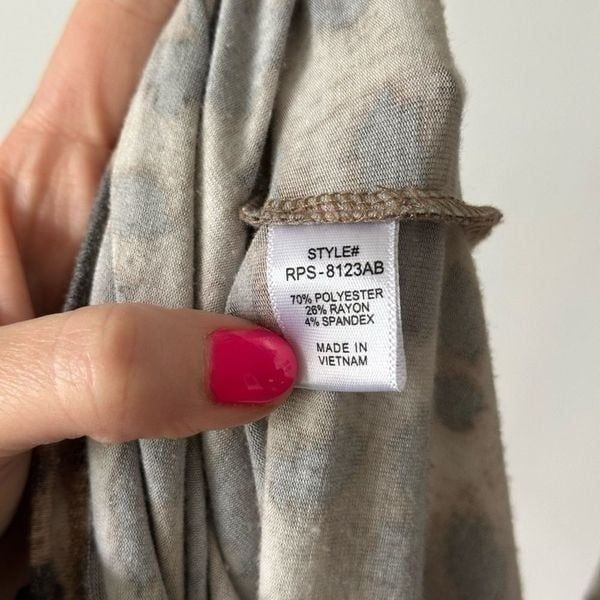 STYLE#
RPS-8123AB
70% POLYESTER
26% RAYON
4% SPANDEX
MADE IN
VIETNAM